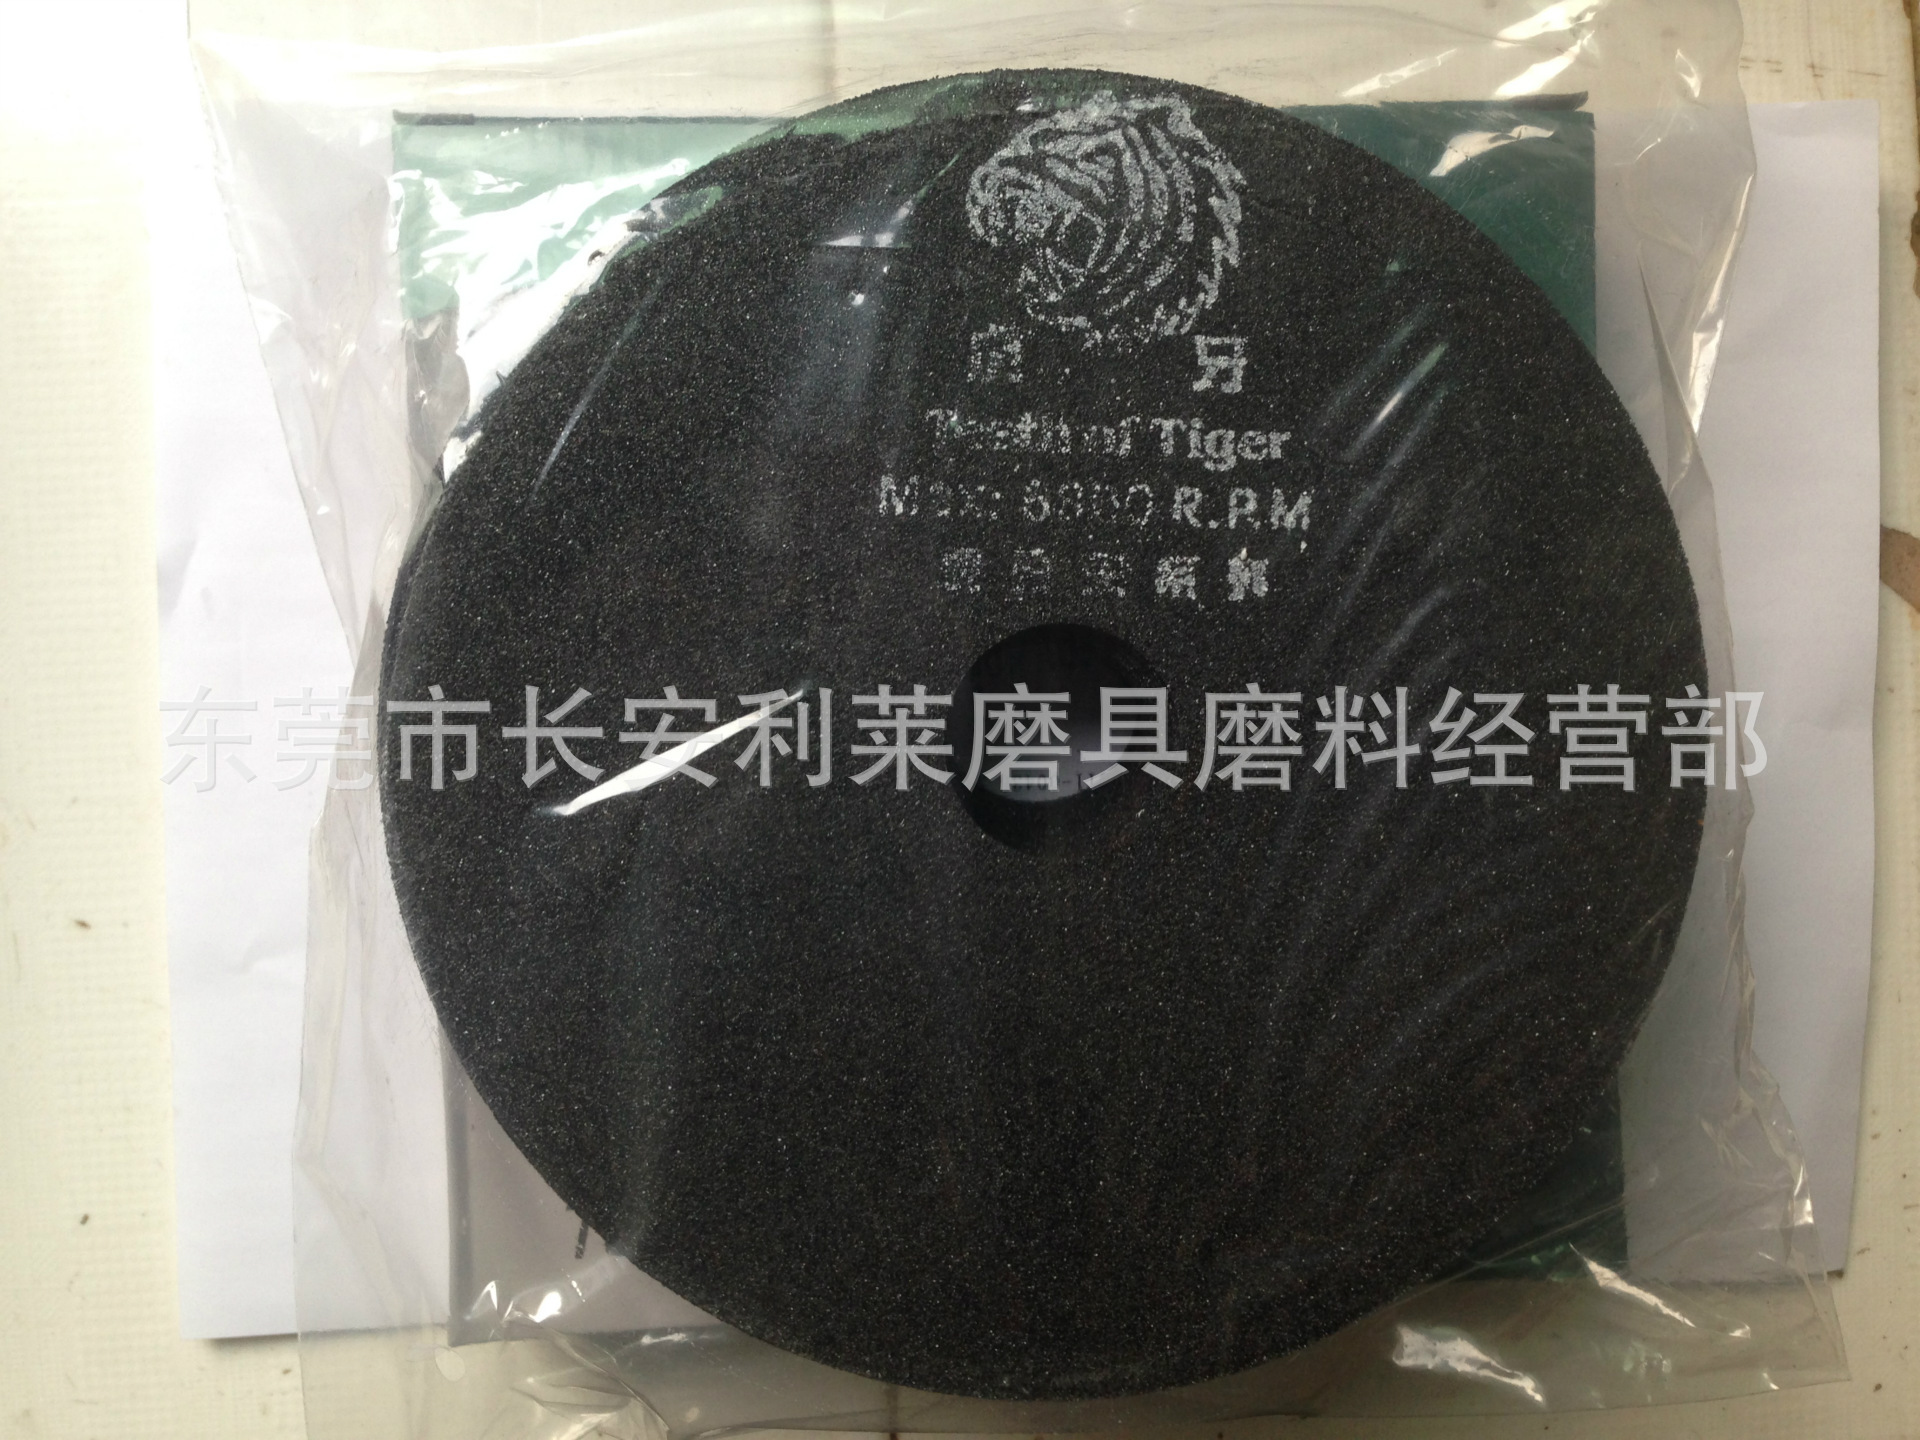 虎 牙
Teeth of Tiger
Max: R.P.M
东莞市长安利莱磨具磨料经营部